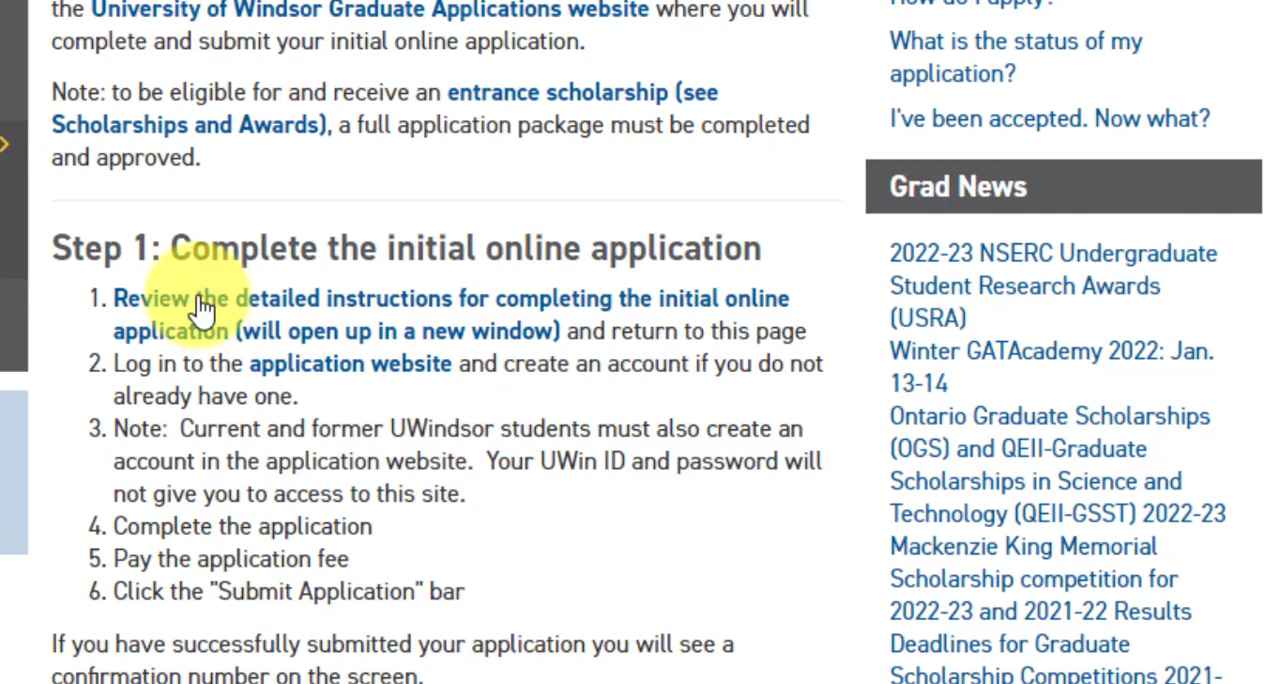 the University of Windsor Graduate Applications website where you will
complete and submit your initial online application.
Note: to be eligible for and receive an entrance scholarship (see
Scholarships and Awards), a full application package must be completed
and approved.
Step 1: Complete the initial online application
1. Review the detailed instructions for completing the initial online
application (will open up in a new window) and return to this page
2. Log in to the application website and create an account if you do not
already have one.
3. Note:  Current and former UWindsor students must also create an
account in the application website.  Your UWin ID and password will
not give you to access to this site.
4. Complete the application
5. Pay the application fee
6. Click the "Submit Application" bar
If you have successfully submitted your application you will see a
confirmation number on the screen.
How do I apply?
What is the status of my
application?
I've been accepted. Now what?
Grad News
2022-23 NSERC Undergraduate
Student Research Awards
(USRA)
Winter GATAcademy 2022: Jan.
13-14
Ontario Graduate Scholarships
(OGS) and QEII-Graduate
Scholarships in Science and
Technology (QEII-GSST) 2022-23
Mackenzie King Memorial
Scholarship competition for
2022-23 and 2021-22 Results
Deadlines for Graduate
Scholarship Competitions 2021-